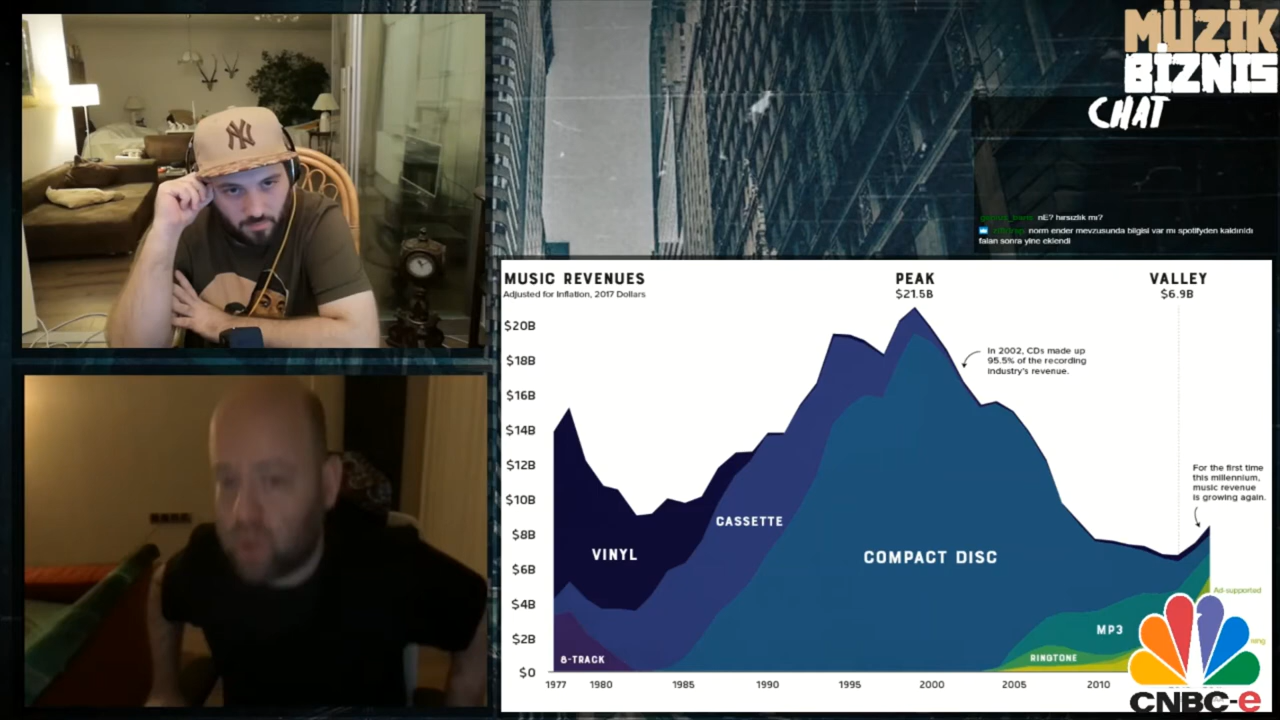 MÜZİK
BİZNIS
CHAT
nE? hırsızlık mı?
norm ender mevzusunda bilgisi var mı spotifyden kaldırıldı
falan sonra yine eklendi
NY
MUSIC REVENUES
Adjusted for Inflation, 2017 Dollars
PEAK
$21.5B
VALLEY
$6.9B
$20B
$18B
$16B
$14B
$12B
$10B
$8B
$6B
$4B
$2B
$0
In 2002, CDs made up
95.5% of the recording
industry's revenue.
For the first time
this millennium,
music revenue
is growing again.
CASSETTE
VINYL
COMPACT DISC
Ad-supported
MP3
RINGTONE
8-TRACK
1977 1980 1985 1990 1995 2000 2005 2010
CNBC-e